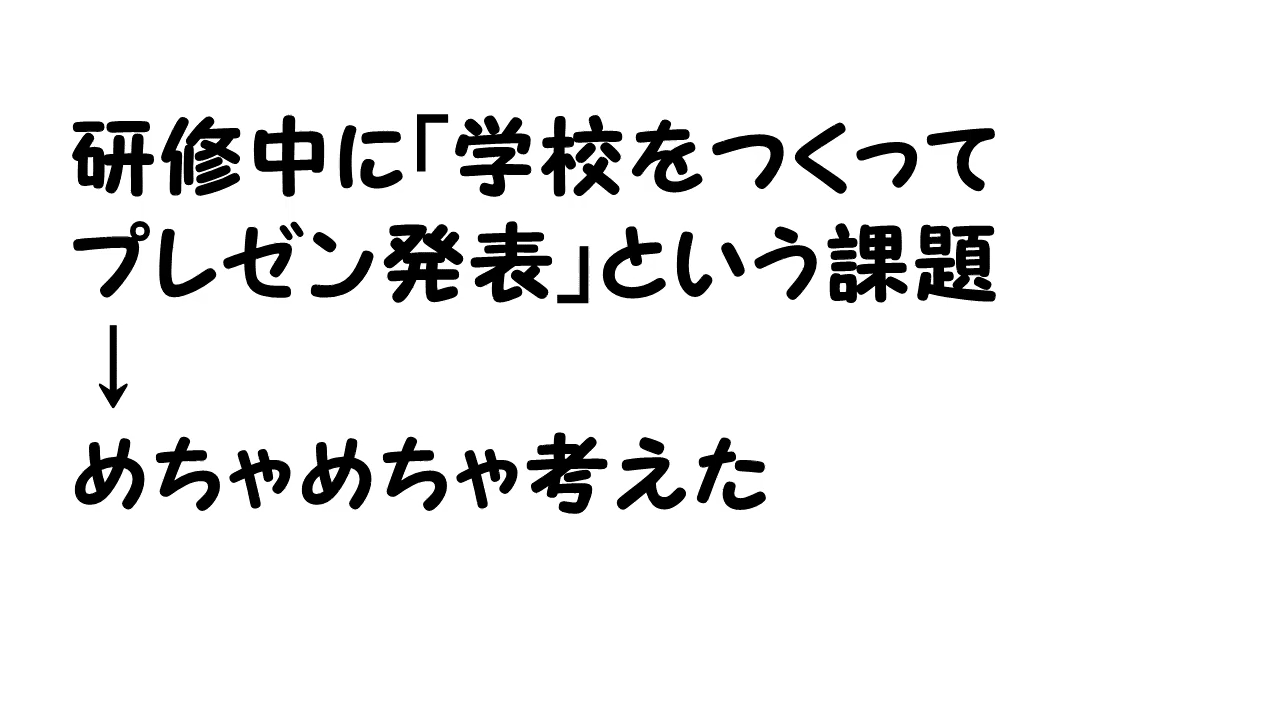 研修中に「学校をつくって
プレゼン発表」という課題
↓
めちゃめちゃ考えた